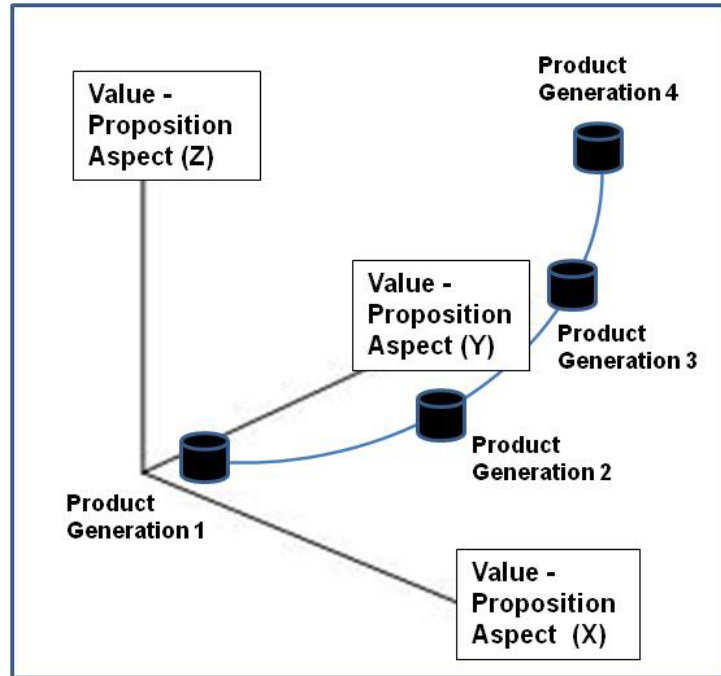 Value -
Proposition
Aspect (Z)
Product
Generation 4
Value -
Proposition
Aspect (Y)
Product
Generation 3
Product
Generation 2
Product
Generation 1
Value -
Proposition
Aspect (X)